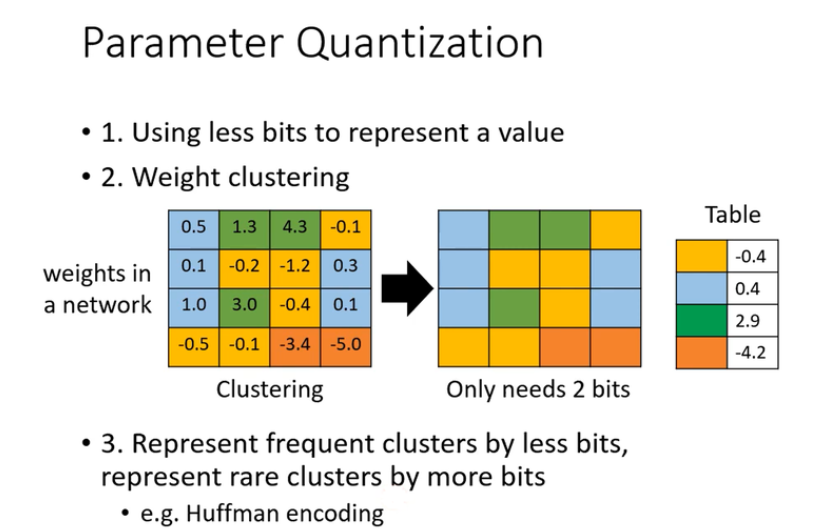 Parameter Quantization
• 1. Using less bits to represent a value
• 2. Weight clustering
weights in
a network
0.5 1.3 4.3 -0.1
0.1 -0.2 -1.2 0.3
1.0 3.0 -0.4 0.1
-0.5 -0.1 -3.4 -5.0
Clustering
Only needs 2 bits
Table
-0.4
0.4
2.9
-4.2
• 3. Represent frequent clusters by less bits,
represent rare clusters by more bits
• e.g. Huffman encoding